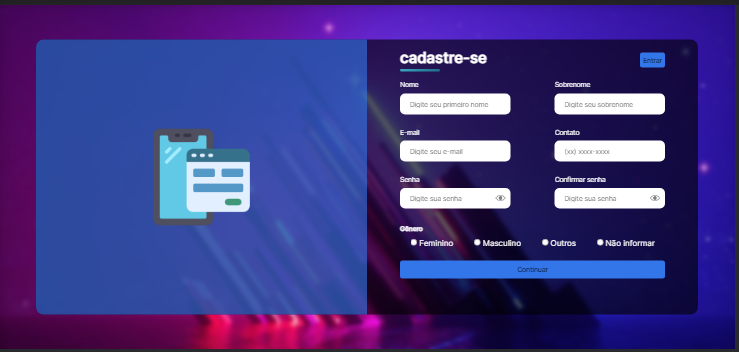 cadastre-se
Entrar
Nome
Sobrenome
Digite seu primeiro nome
Digite seu sobrenome
E-mail
Contato
Digite seu e-mail
(xx) xxxx-xxxx
Senha
Confirmar senha
Digite sua senha
Digite sua senha
Gênero
Feminino
Masculino
Outros
Não informar
Continuar